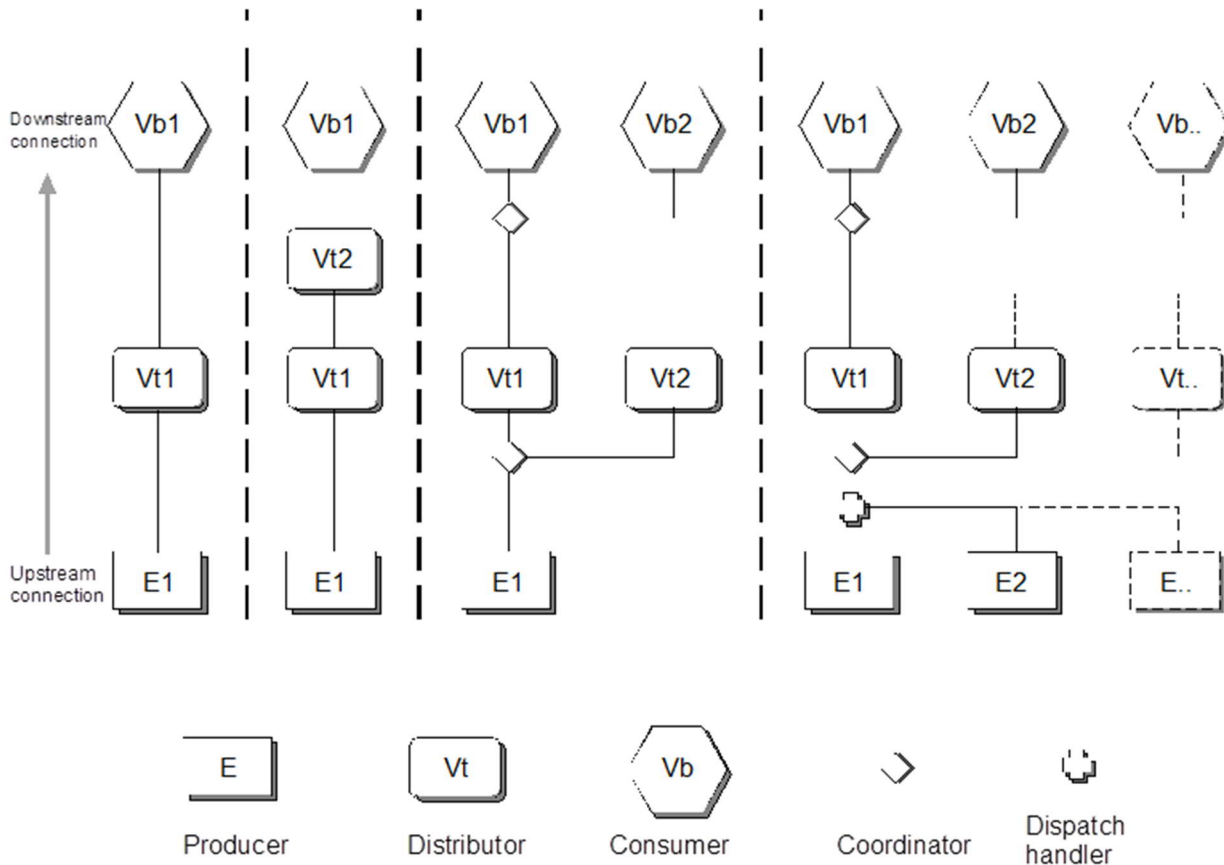 Vb1
Vb1
Vb1
Vb2
Vb1
Vb2
Vb..
Downstream
connection
Vt2
Vt1
Vt1
Vt1
Vt2
Vt1
Vt2
Vt..
Upstream
connection
E1
E1
E1
E1
E2
E..
E
Vt
Vb
Producer
Distributor
Consumer
Coordinator
Dispatch
handler